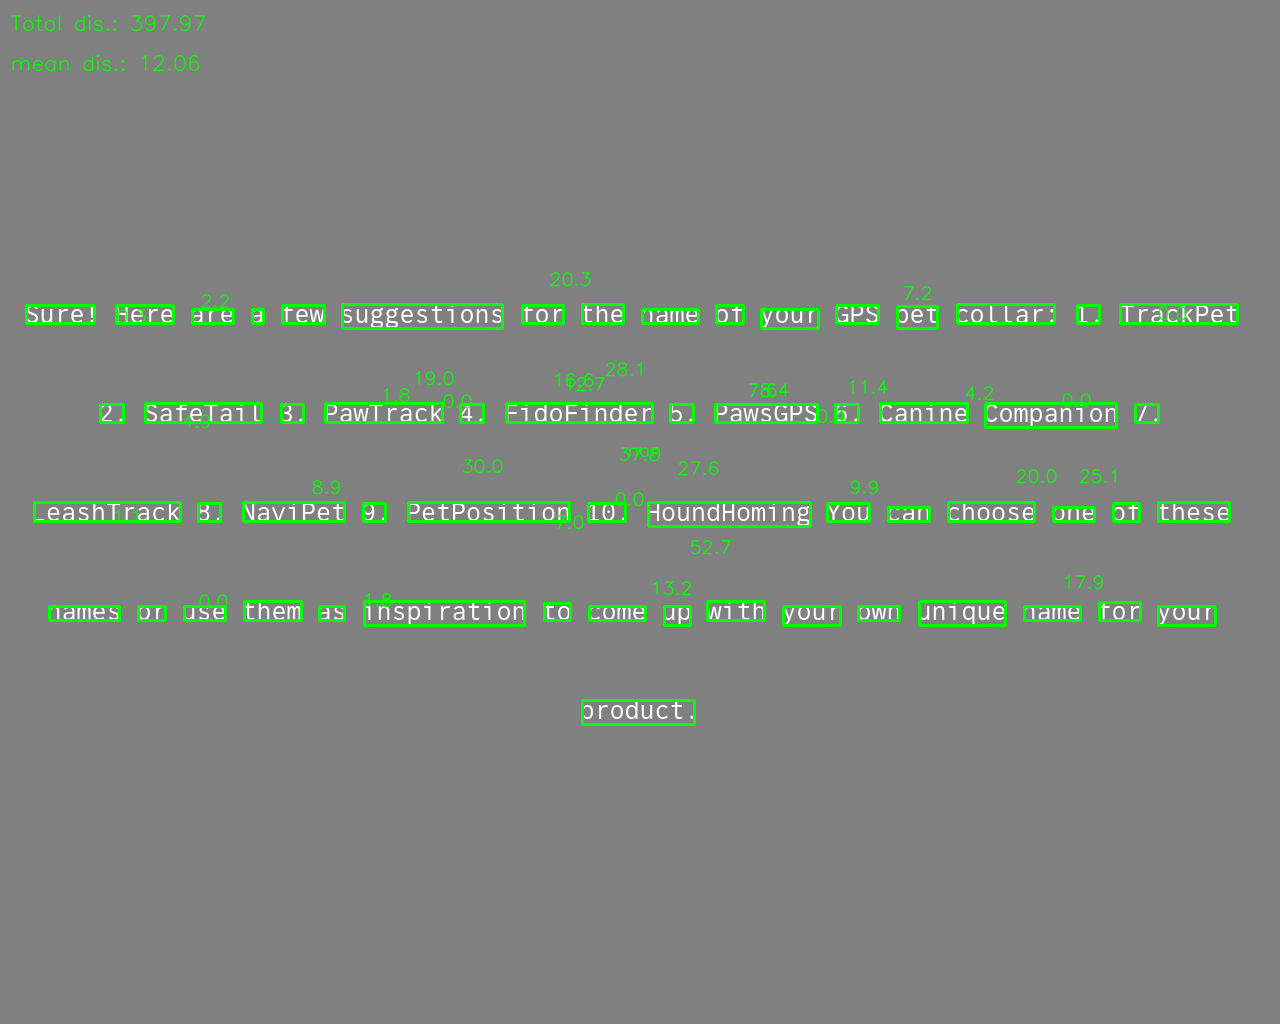 Total dis.: 397.97
mean dis.: 12.06
20.3
2.2
7.2
Sure! Here are a few suggestions for the name of your GPS pet collar: 1. TrackPet
28.1
19.0
11.4
1.8 0.0 4.2 0.0
2. SafeTail 3. PawTrack 4. FidoFinder 5. PawsGPS 6. Canine Companion 7.
30.0 27.6 20.0 25.1
8.9 9.9
0.0
LeashTrack 8. NaviPet 9. PetPosition 10. HoundHoming You can choose one of these
52.7
13.2 17.9
0.0 1.8
names or use them as inspiration to come up with your own unique name for your
product.